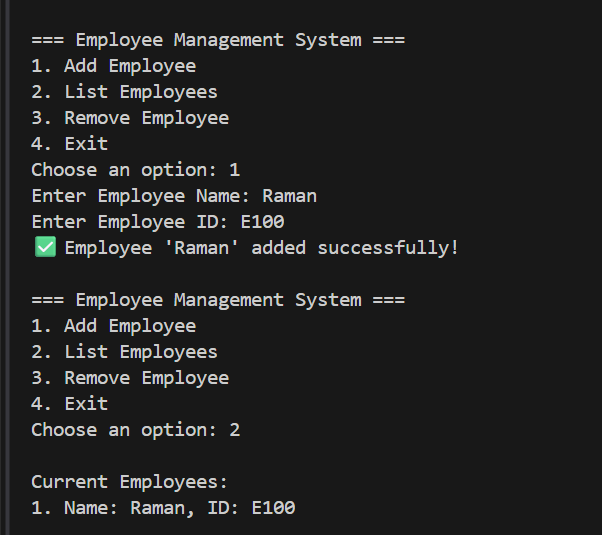 === Employee Management System ===
1. Add Employee
2. List Employees
3. Remove Employee
4. Exit
Choose an option: 1
Enter Employee Name: Raman
Enter Employee ID: E100
✅ Employee 'Raman' added successfully!

=== Employee Management System ===
1. Add Employee
2. List Employees
3. Remove Employee
4. Exit
Choose an option: 2

Current Employees:
1. Name: Raman, ID: E100